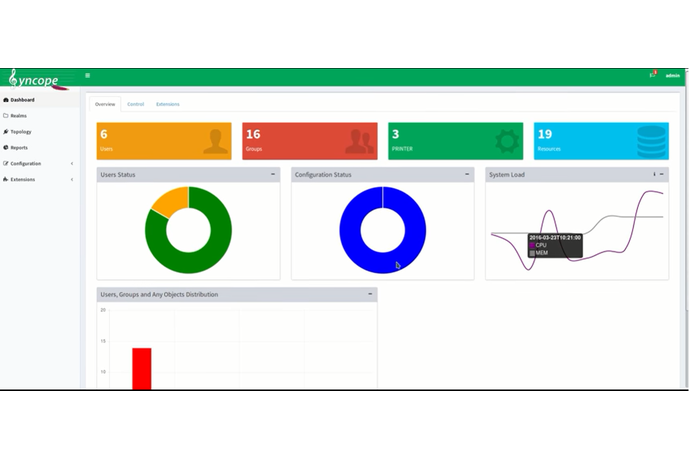 Syncope
3
admin
Dashboard
Realms
Topology
Reports
Configuration
Extensions
Overview Control Extensions
6
Users
16
Groups
3
PRINTER
19
Resources
Users Status
Configuration Status
System Load
2016-03-23T10:21:00
CPU
MEM
Users, Groups and Any Objects Distribution
20
15
10